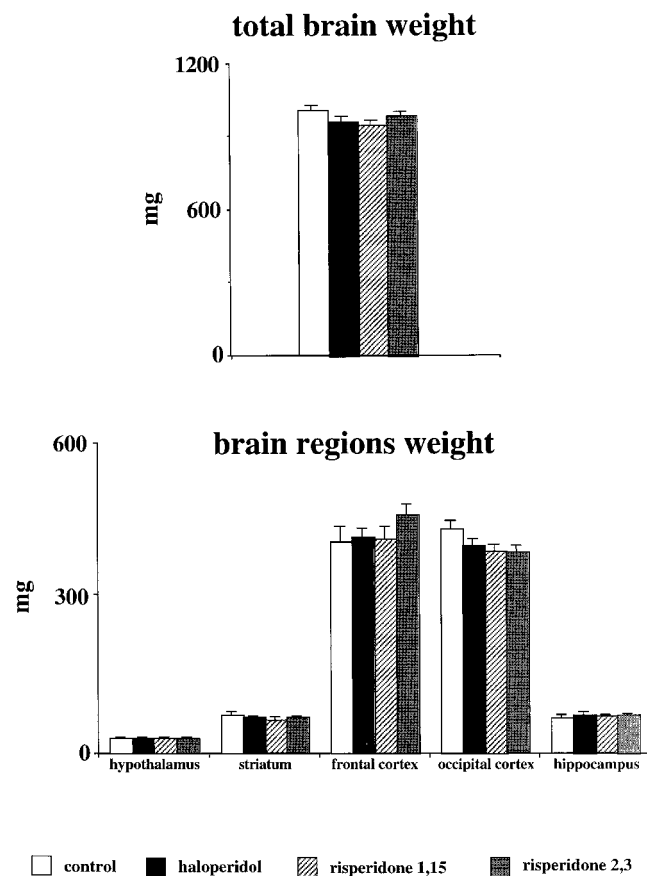 total brain weight
1200
600
0
mg
brain regions weight
600
300
0
mg
hypothalamus striatum frontal cortex occipital cortex hippocampus
control haloperidol risperidone 1,15 risperidone 2,3